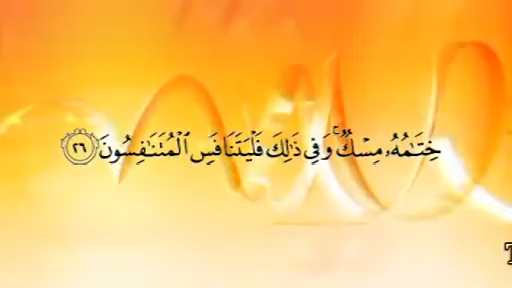 خِتَـٰمُهُۥ مِسْكٌ ۚ وَفِى ذَٰلِكَ فَلْيَتَنَافَسِ ٱلْمُتَنَـٰفِسُونَ ٢٦
T